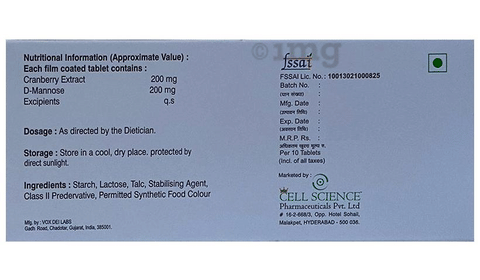 Nutritional Information (Approximate Value) :
Each film coated tablet contains :
Cranberry Extract 200 mg
D-Mannose 200 mg
Excipients q.s
Dosage : As directed by the Dietician.
Storage : Store in a cool, dry place. protected by
direct sunlight.
Ingredients : Starch, Lactose, Talc, Stabilising Agent,
Class II Predervative, Permitted Synthetic Food Colour
Mfg. by : VOX DEI LABS
Gadh Road, Chadotar, Gujarat, India, 385001.
1mg
fssai
FSSAI Lic. No. : 10013021000825
Batch No. :
Mfg. Date :
Exp. Date :
M.R.P. Rs. :
Per 10 Tablets
(Incl. of all taxes)
Marketed by :
CELL SCIENCE
Pharmaceuticals Pvt. Ltd
# 16-2-668/3, Opp. Hotel Sohail,
Malakpet, HYDERABAD - 500 036.